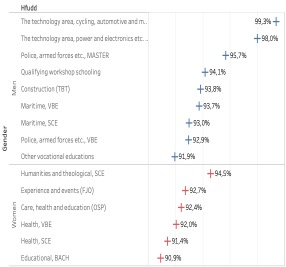 Hfudd
The technology area, cycling, automotive and m.. 99,3%
The technology area, power and electronics etc... 98,0%
Police, armed forces etc., MASTER 95,7%
Qualifying workshop schooling 94,1%
Construction (TBT) 93,8%
Maritime, VBE 93,7%
Maritime, SCE 93,0%
Police, armed forces etc., VBE 92,9%
Other vocational educations 91,9%
Men
Gender
Humanities and theological, SCE 94,5%
Experience and events (FJO) 92,7%
Care, health and education (OSP) 92,4%
Health, VBE 92,0%
Health, SCE 91,4%
Educational, BACH 90,9%
Women